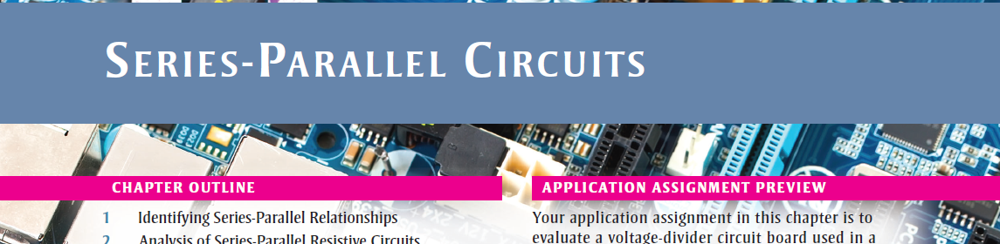 SERIES-PARALLEL CIRCUITS
CHAPTER OUTLINE
1 Identifying Series-Parallel Relationships
2 Analysis of Series-Parallel Resistive Circuits
APPLICATION ASSIGNMENT PREVIEW
Your application assignment in this chapter is to
evaluate a voltage-divider circuit board used in a